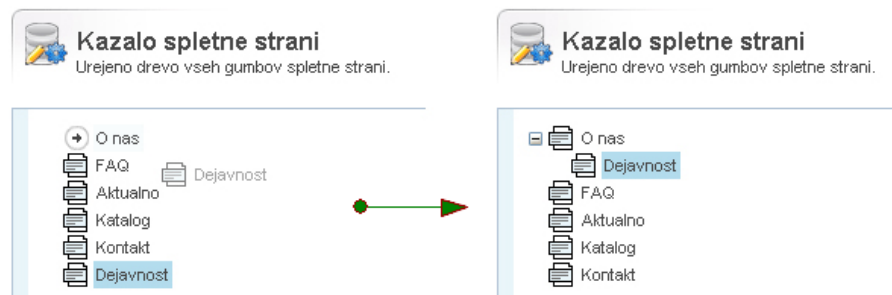 Kazalo spletne strani
Urejeno drevo vseh gumbov spletne strani.
O nas
FAQ
Dejavnost
Aktualno
Katalog
Kontakt
Dejavnost
Kazalo spletne strani
Urejeno drevo vseh gumbov spletne strani.
O nas
Dejavnost
FAQ
Aktualno
Katalog
Kontakt